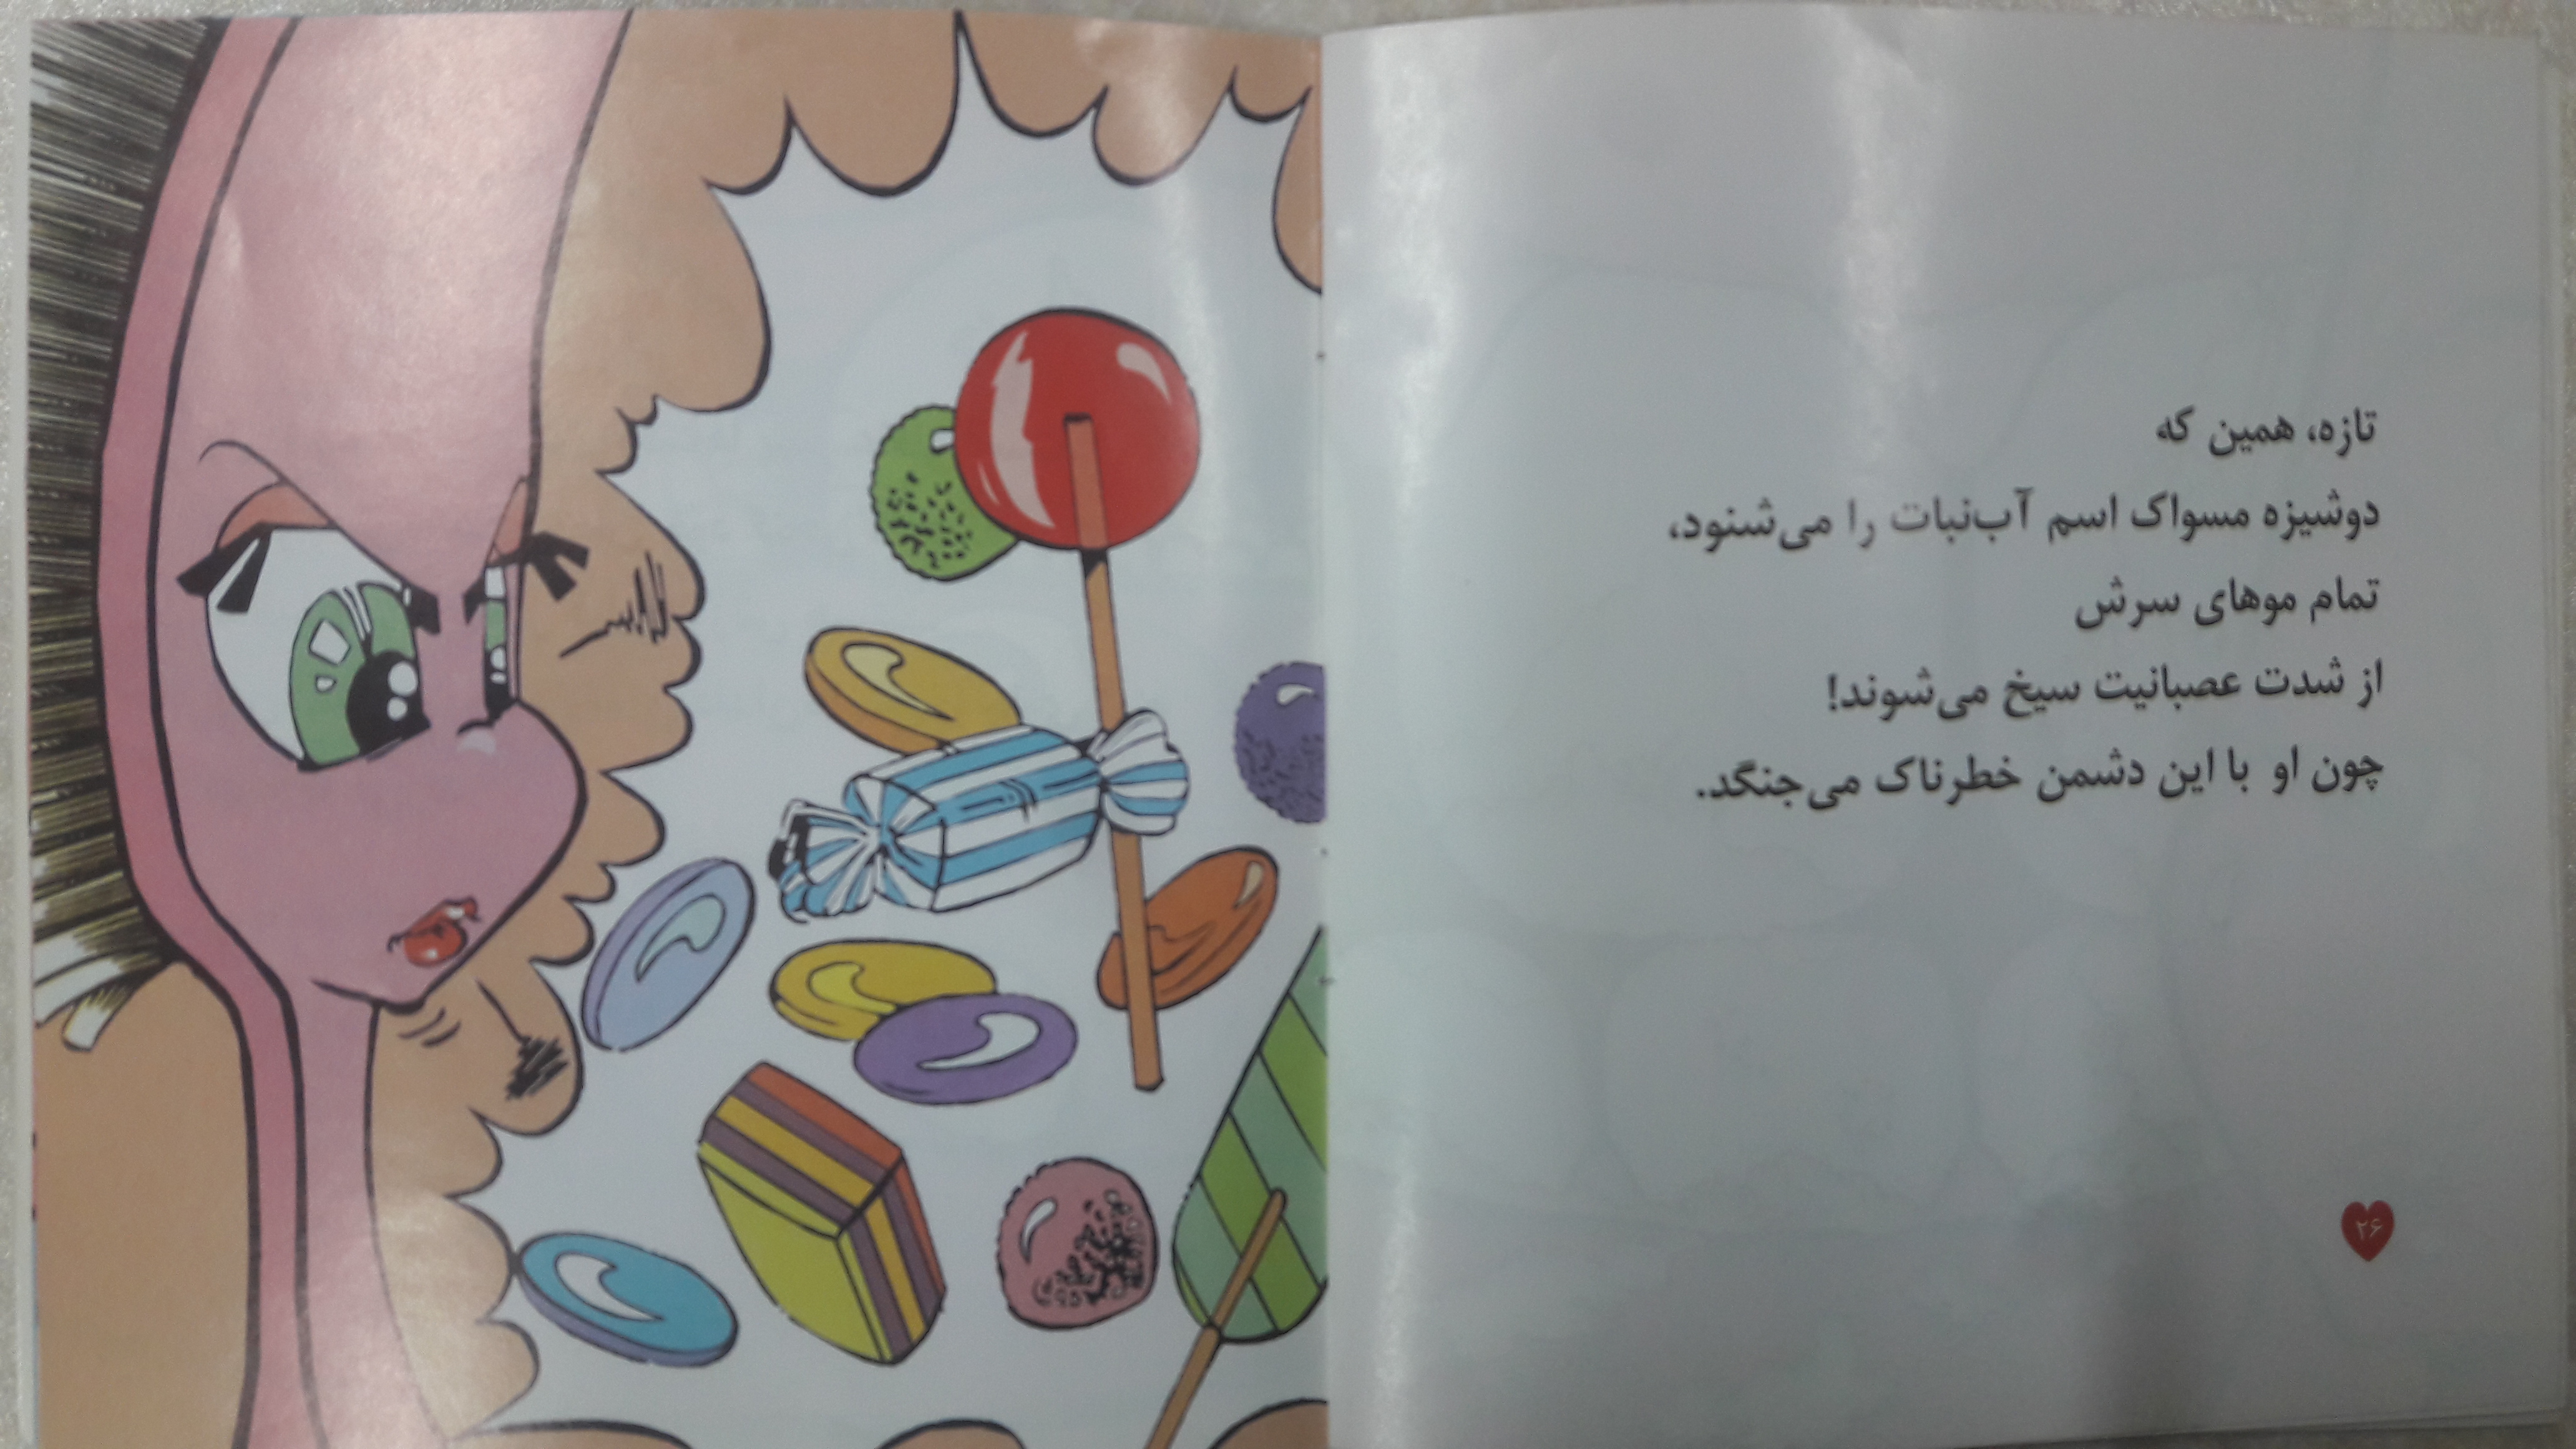 تازه، همین که
دوشیزه مسواک اسم آب‌نبات را می‌شنود،
تمام موهای سرش
از شدت عصبانیت سیخ می‌شوند!
چون او با این دشمن خطرناک می‌جنگد.
۲۶